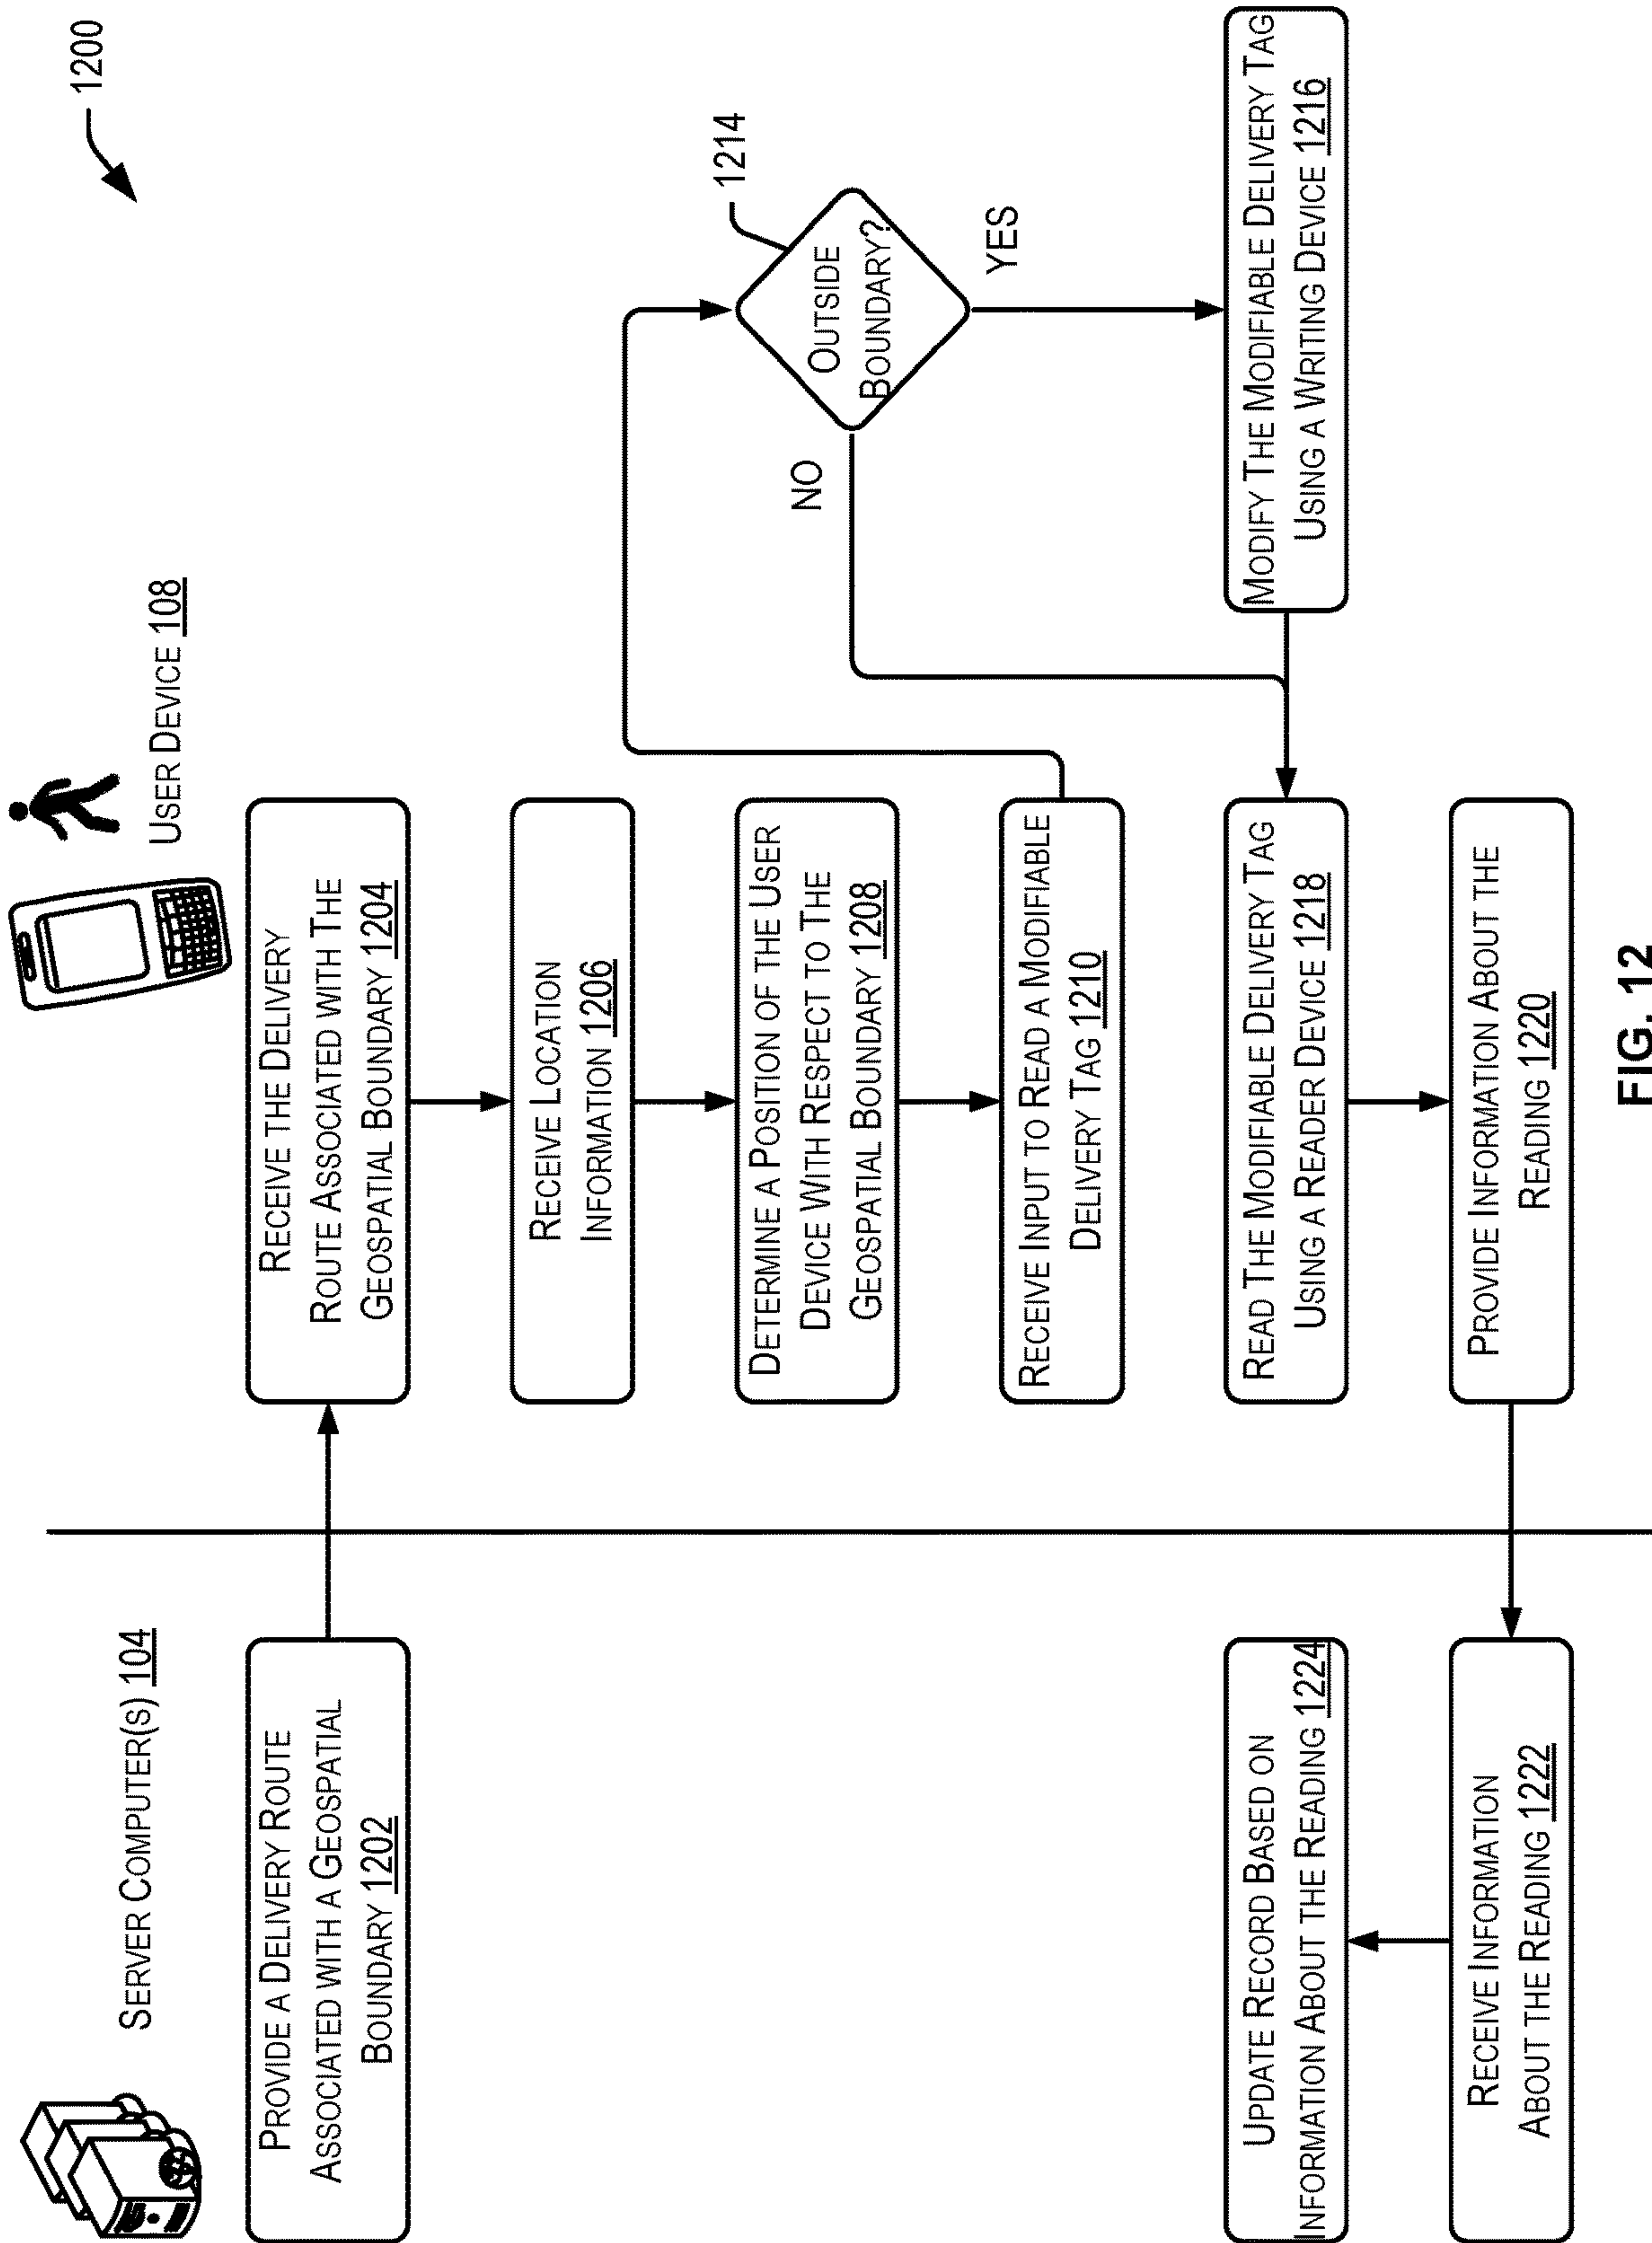 1200
SERVER COMPUTER(S) 104
USER DEVICE 108
PROVIDE A DELIVERY ROUTE
ASSOCIATED WITH A GEOSPATIAL
BOUNDARY 1202
RECEIVE THE DELIVERY
ROUTE ASSOCIATED WITH THE
GEOSPATIAL BOUNDARY 1204
RECEIVE LOCATION
INFORMATION 1206
DETERMINE A POSITION OF THE USER
DEVICE WITH RESPECT TO THE
GEOSPATIAL BOUNDARY 1208
RECEIVE INPUT TO READ A MODIFIABLE
DELIVERY TAG 1210
1214
OUTSIDE
BOUNDARY?
NO
YES
MODIFY THE MODIFIABLE DELIVERY TAG
USING A WRITING DEVICE 1216
READ THE MODIFIABLE DELIVERY TAG
USING A READER DEVICE 1218
PROVIDE INFORMATION ABOUT THE
READING 1220
UPDATE RECORD BASED ON
INFORMATION ABOUT THE READING 1224
RECEIVE INFORMATION
ABOUT THE READING 1222
FIG. 12